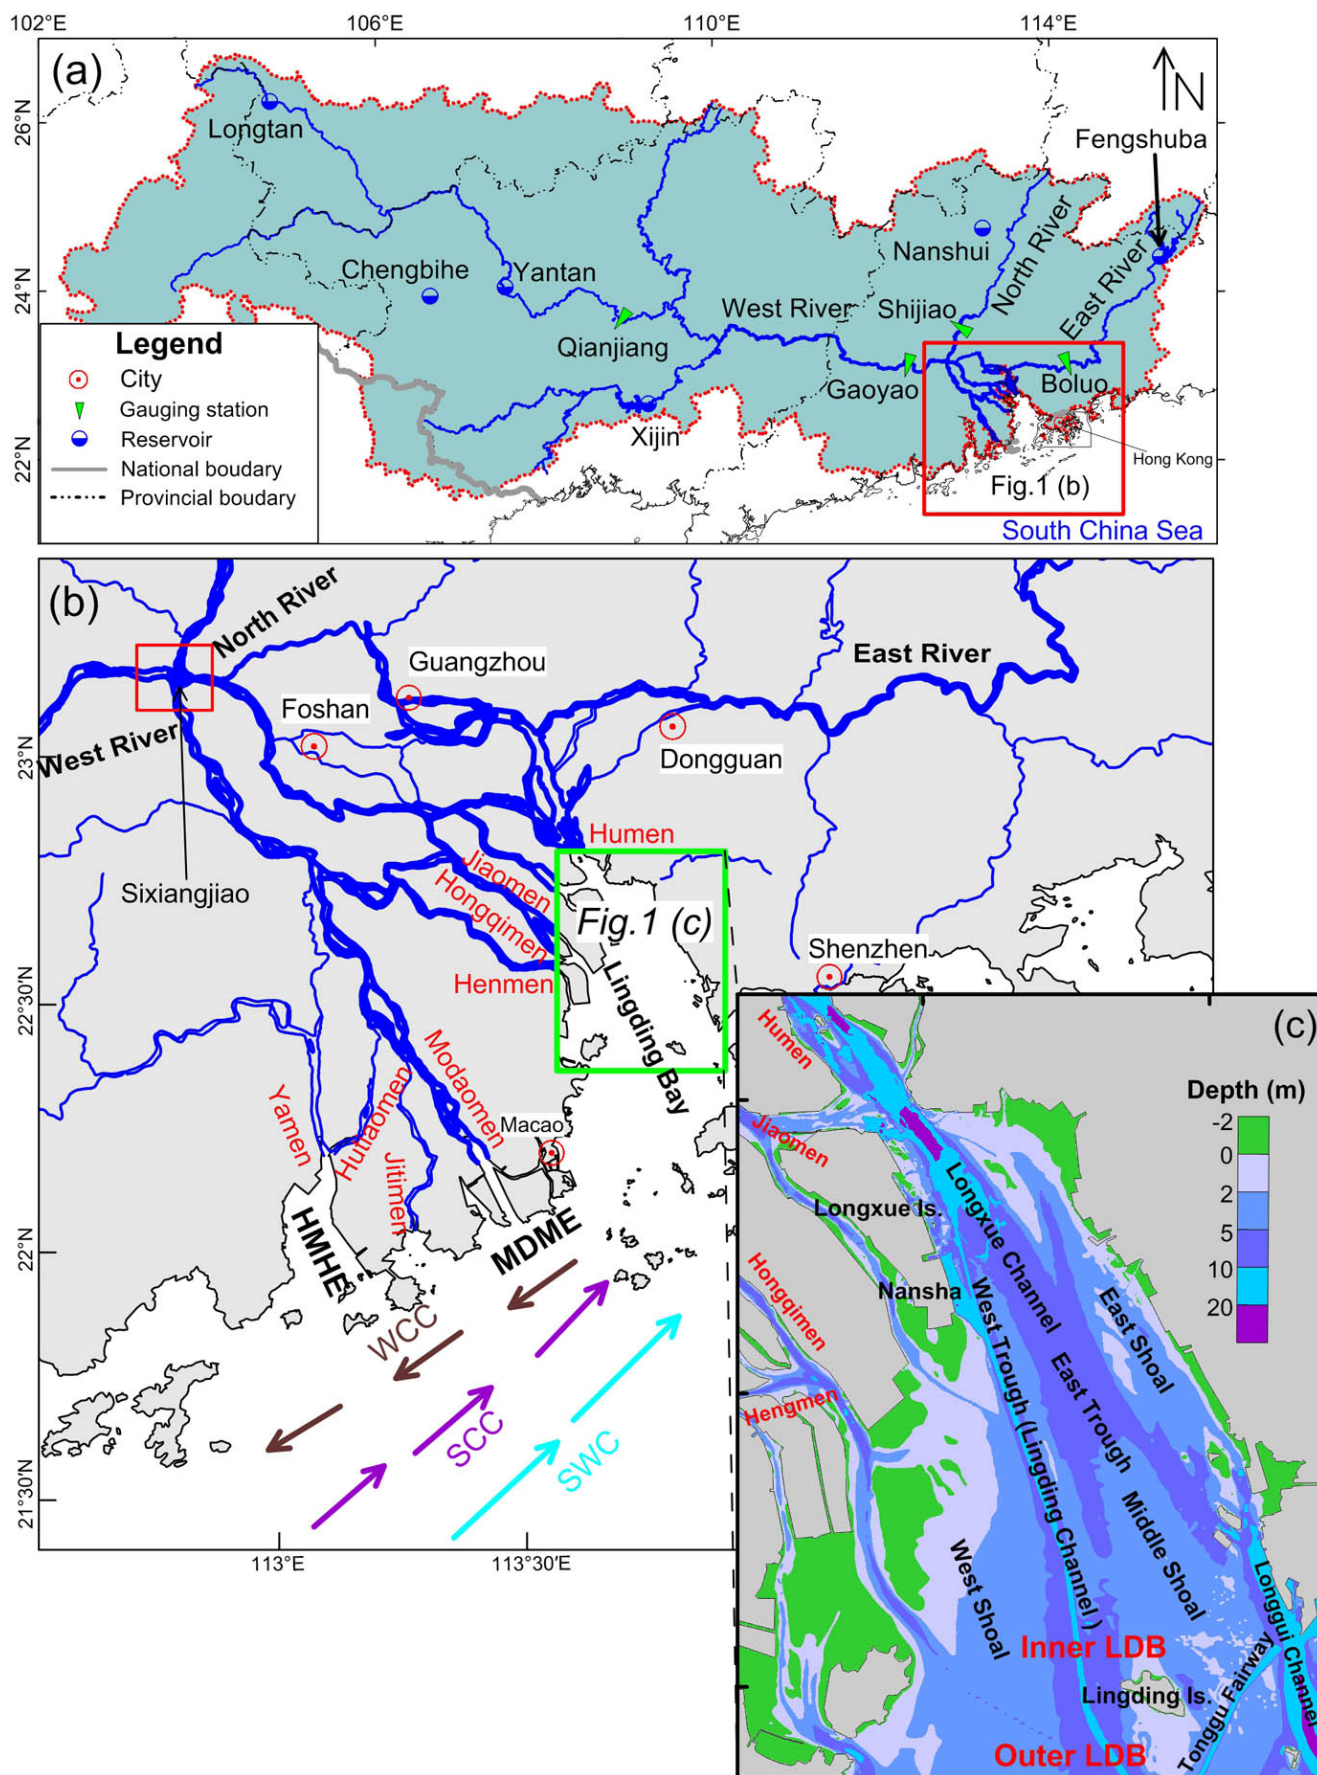 102°E
106°E
110°E
114°E
(a)
N
26°N
24°N
22°N
Longtan
Fengshuba
Nanshui
North River
East River
Chengbihe
Yantan
West River
Shijiao
Qianjiang
Gaoyao
Boluo
Xijin
Hong Kong
Fig.1 (b)
South China Sea
Legend
City
Gauging station
Reservoir
National boudary
Provincial boudary
(b)
North River
Guangzhou
East River
Foshan
West River
Dongguan
23°N
Humen
Sixiangjiao
Jiaomen
Hongqimen
Fig.1 (c)
Shenzhen
Henmen
22°30'N
Lingding Bay
Modaomen
Yamen
Hutiaomen
Jitimen
Macao
22°N
HMHE
MDME
WCC
SCC
SWC
21°30'N
113°E
113°30'E
(c)
Humen
Depth (m)
-2
0
2
5
10
20
Jiaomen
Longxue Is.
Longxue Channel
Hongqimen
Nansha
West Trough (Lingding Channel )
East Shoal
East Trough
Hengmen
Middle Shoal
West Shoal
Longgui Channel
Inner LDB
Lingding Is.
Tonggu Fairway
Outer LDB